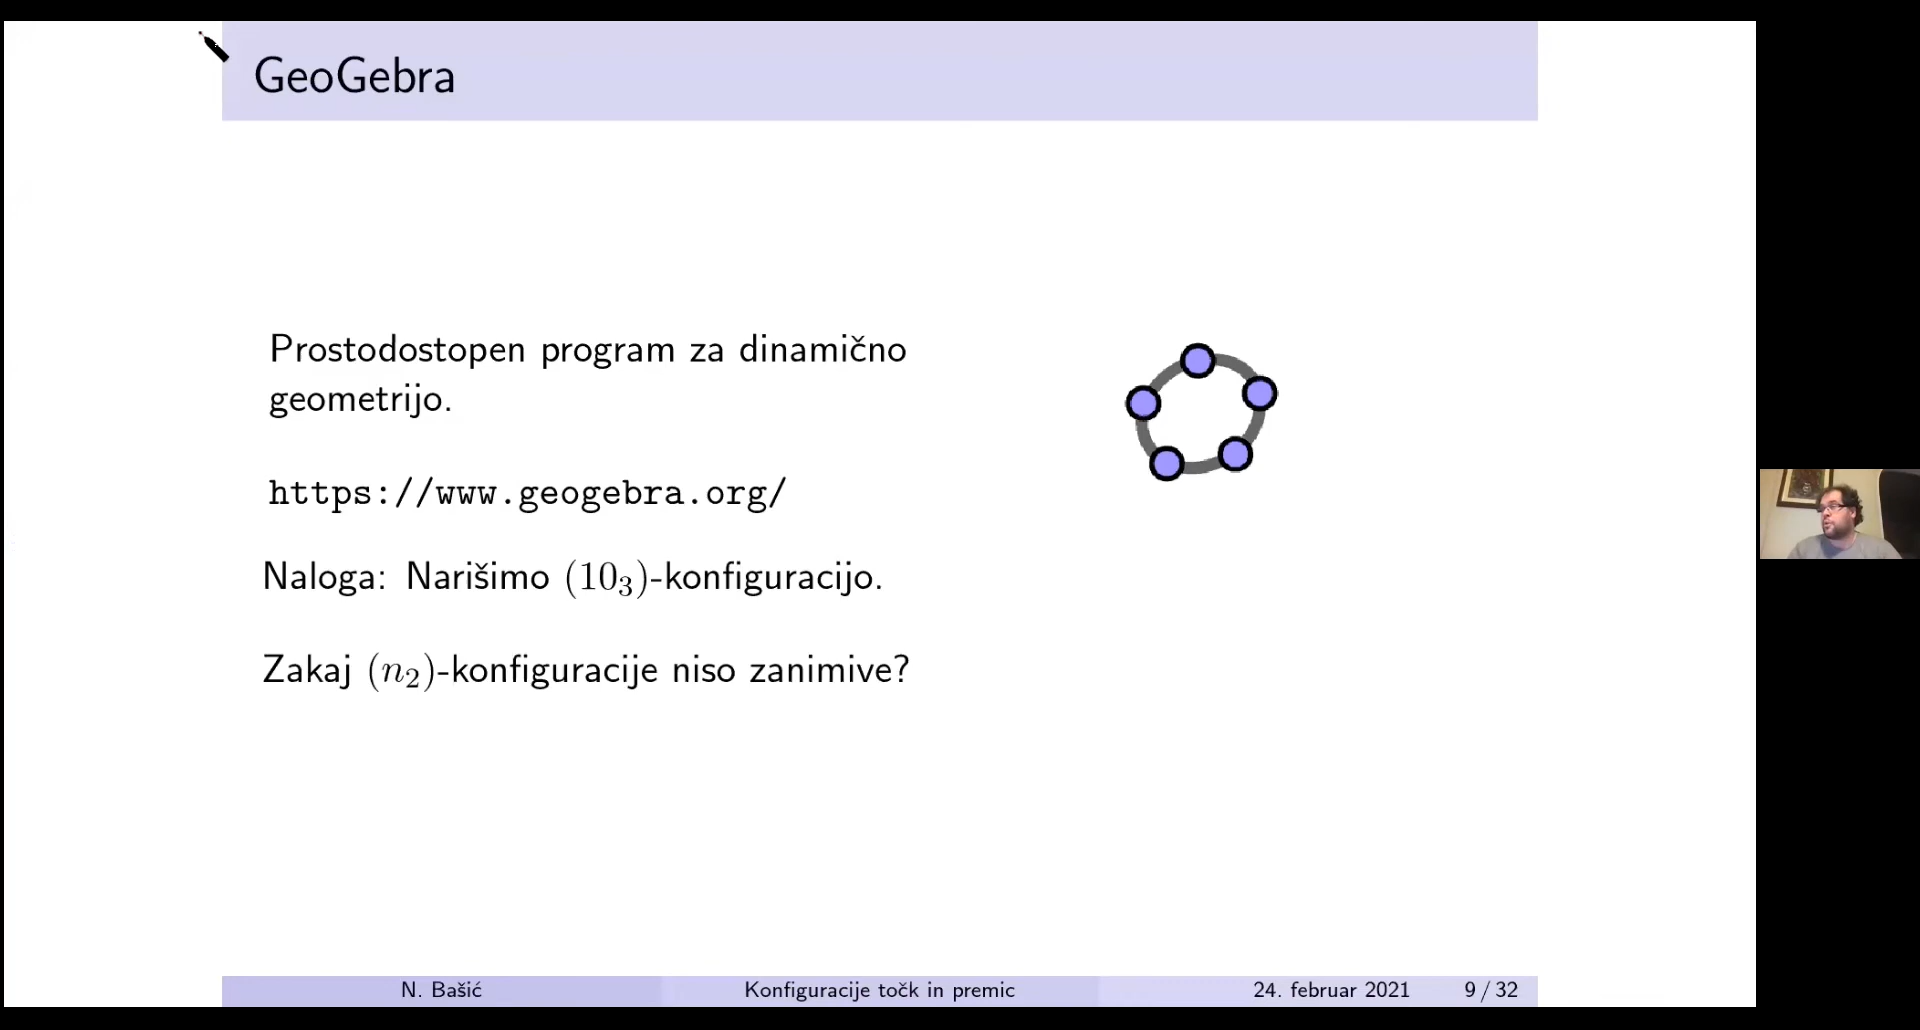 GeoGebra
Prostodostopen program za dinamično
geometrijo.
https://www.geogebra.org/
Naloga: Narišimo (10₃)-konfiguracijo.
Zakaj (n₂)-konfiguracije niso zanimive?
N. Bašić Konfiguracije točk in premic 24. februar 2021 9 / 32